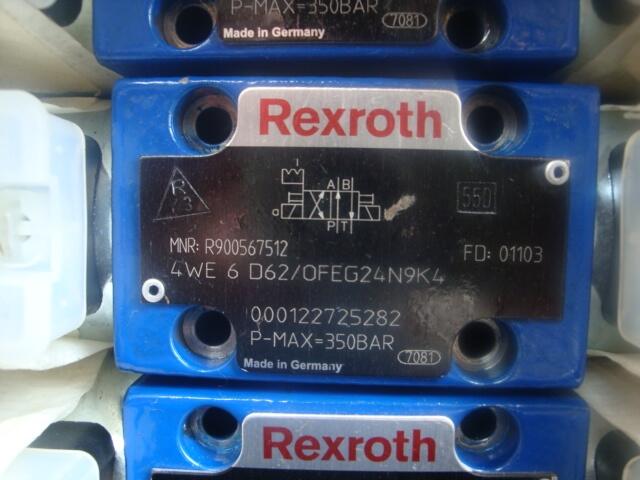 P-MAX=350BAR
7081
Made in Germany
Rexroth
A B
a
P T
55D
MNR: R900567512
FD: 01103
4WE 6 D62/OFEG24N9K4
000122725282
P-MAX=350BAR
7081
Made in Germany
Rexroth